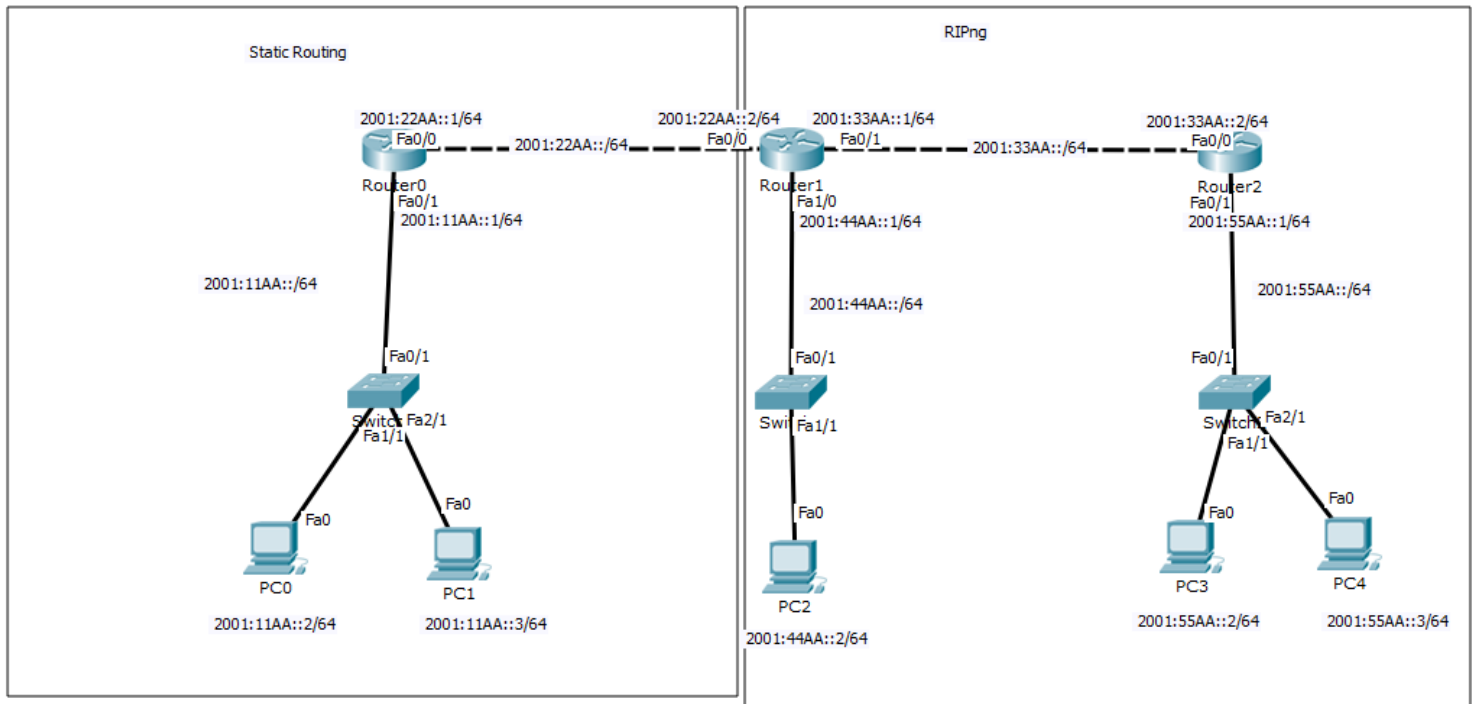 Static Routing
RIPng
2001:22AA::1/64
2001:22AA::2/64
2001:33AA::1/64
2001:33AA::2/64
Fa0/0
2001:22AA::/64
Fa0/0
Fa0/1
2001:33AA::/64
Fa0/0
Router0
Router1
Router2
Fa0/1
Fa1/0
Fa0/1
2001:11AA::1/64
2001:44AA::1/64
2001:55AA::1/64
2001:11AA::/64
2001:44AA::/64
2001:55AA::/64
Fa0/1
Fa0/1
Fa0/1
Fa2/1
Fa1/1
Fa1/1
Fa2/1
Fa1/1
Fa0
Fa0
Fa0
Fa0
Fa0
PC0
PC1
PC2
PC3
PC4
2001:11AA::2/64
2001:11AA::3/64
2001:44AA::2/64
2001:55AA::2/64
2001:55AA::3/64